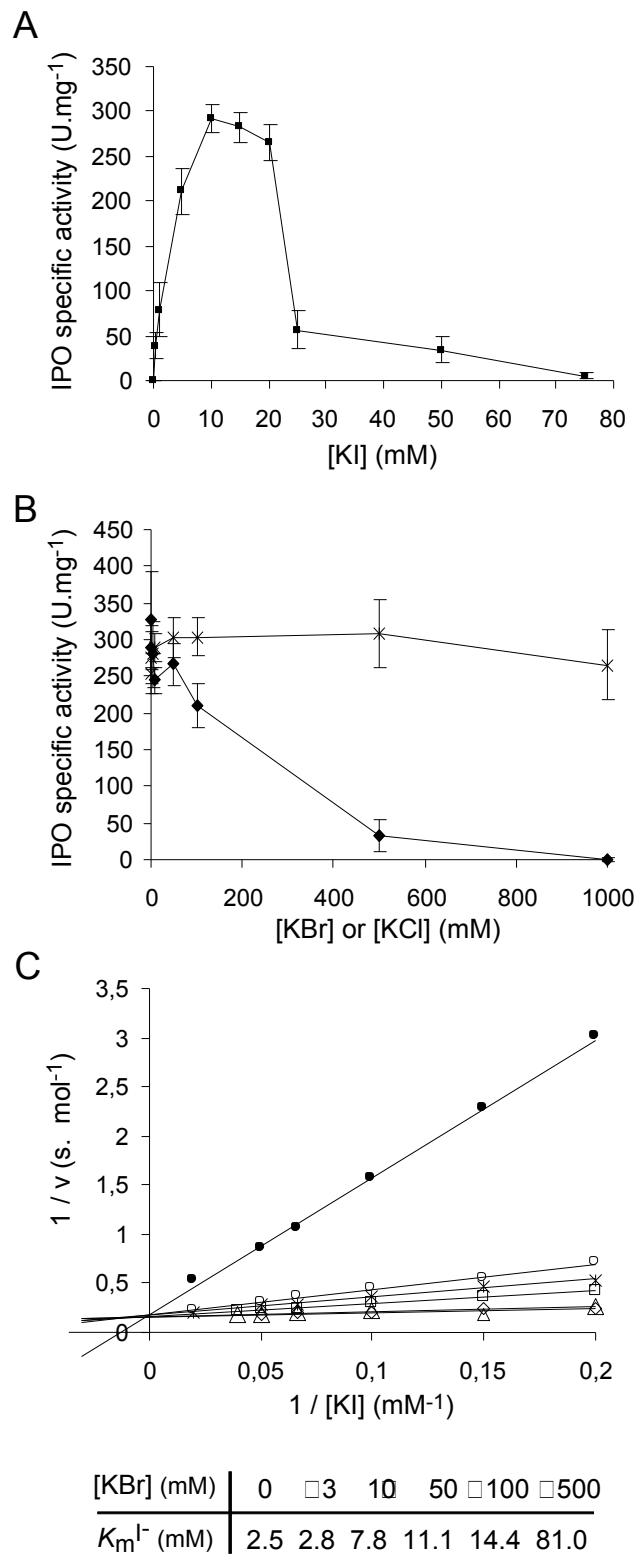 A
IPO specific activity (U.mg-1)
350
300
250
200
150
100
50
0
0 10 20 30 40 50 60 70 80
[KI] (mM)
B
IPO specific activity (U.mg-1)
450
400
350
300
250
200
150
100
50
0
0 200 400 600 800 1000
[KBr] or [KCl] (mM)
C
1 / v (s. mol-1)
3,5
3
2,5
2
1,5
1
0,5
0
0 0,05 0,1 0,15 0,2
1 / [KI] (mM-1)
[KBr] (mM) 0 □3 10□ 50 □100 □500
KmI- (mM) 2.5 2.8 7.8 11.1 14.4 81.0